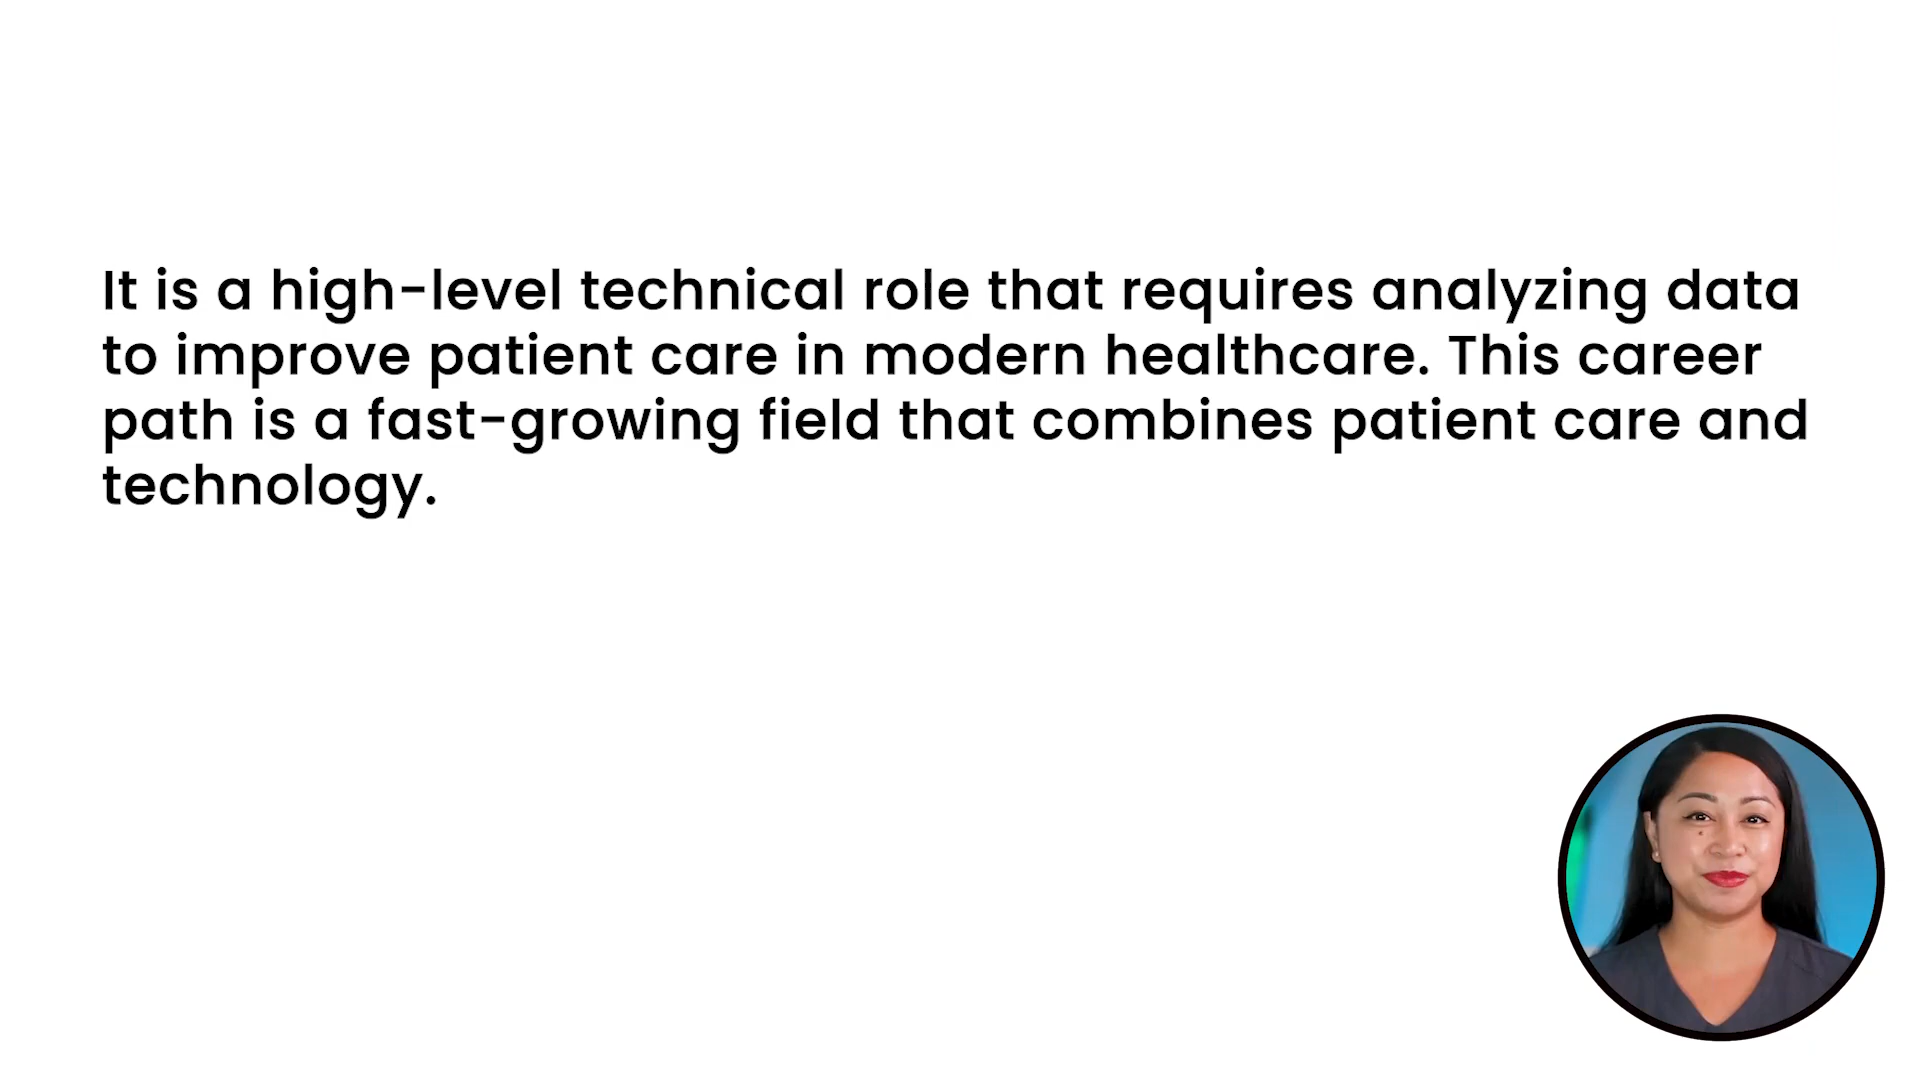 It is a high-level technical role that requires analyzing data
to improve patient care in modern healthcare. This career
path is a fast-growing field that combines patient care and
technology.